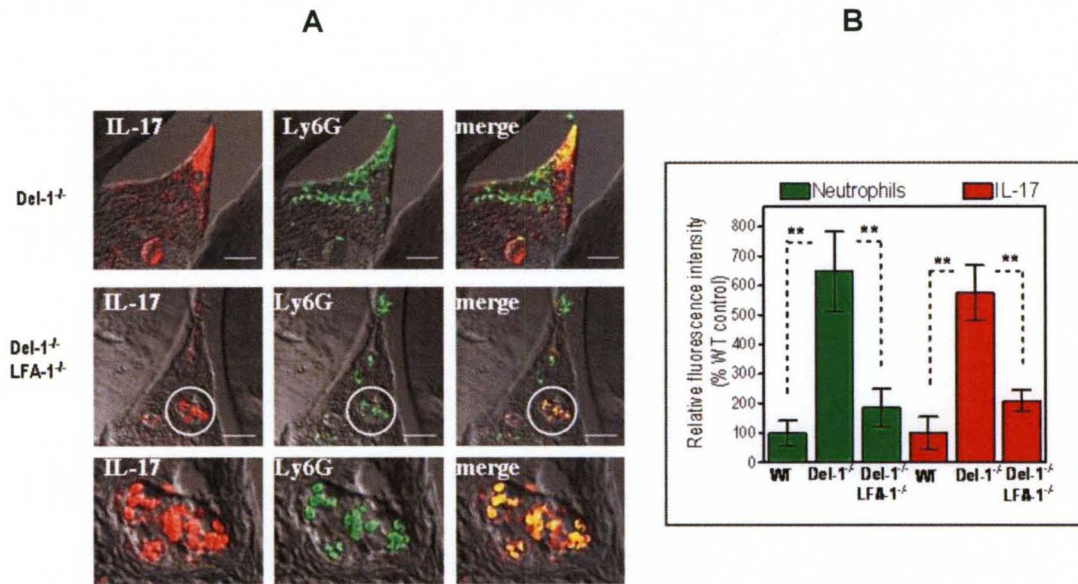 A
B
IL-17 Ly6G merge
Del-1-/-
IL-17 Ly6G merge
Del-1-/-
LFA-1-/-
IL-17 Ly6G merge
Neutrophils IL-17
Relative fluorescence intensity
(% WT control)
800
700
600
500
400
300
200
100
0
** ** ** **
WT Del-1-/- Del-1-/- WT Del-1-/- Del-1-/-
LFA-1-/- LFA-1-/-